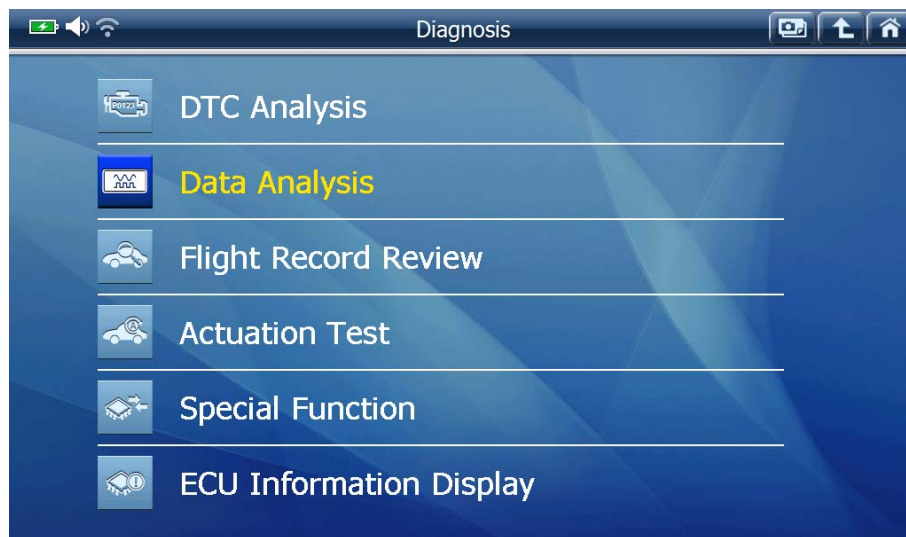 Diagnosis
P0123
DTC Analysis
Data Analysis
Flight Record Review
Actuation Test
Special Function
ECU Information Display